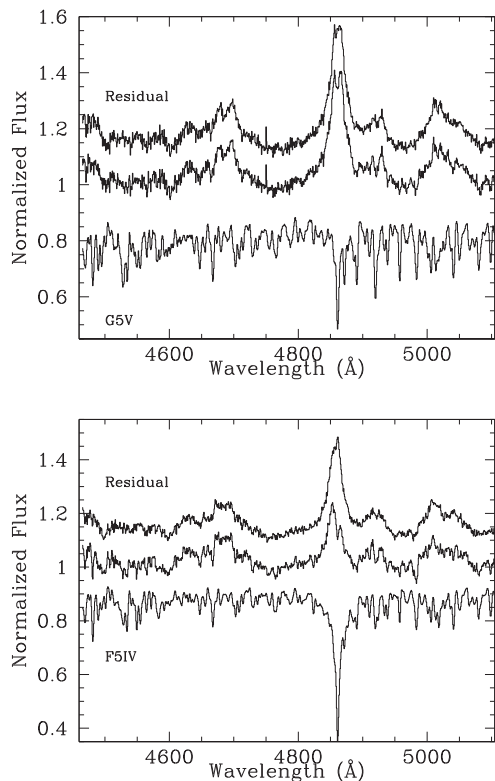 1.6
Residual
1.4
Normalized Flux
1.2
1
0.8
0.6
G5V
4600 4800 5000
Wavelength (Å)
1.4
Residual
Normalized Flux
1.2
1
0.8
0.6
F5IV
0.4
4600 4800 5000
Wavelength (Å)